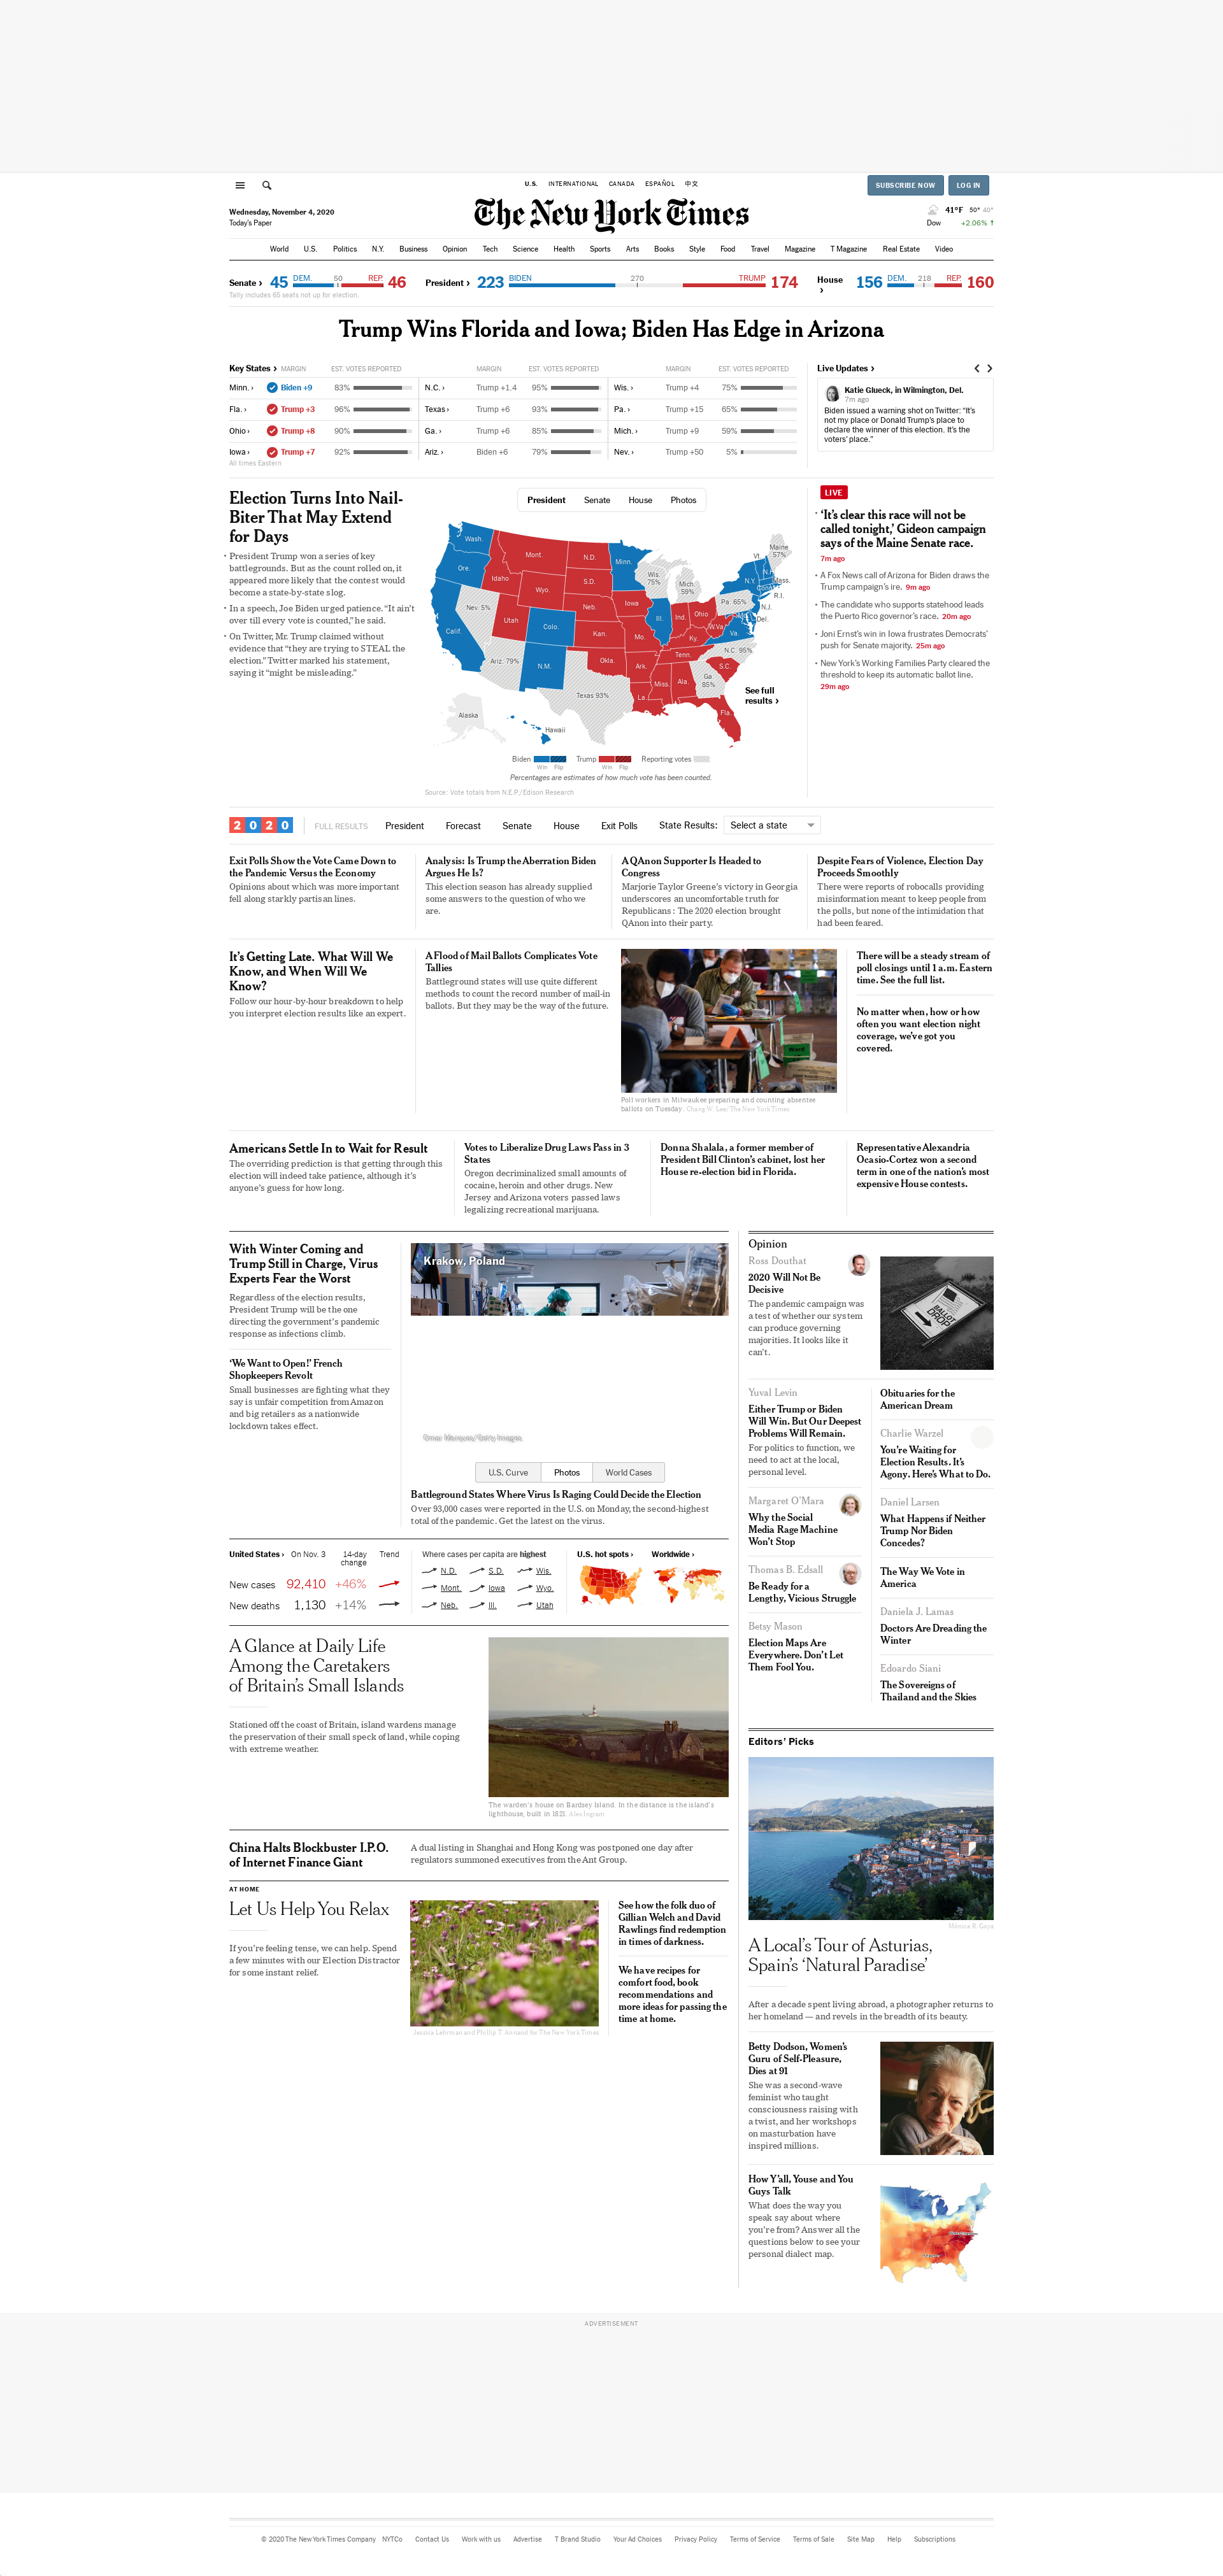 U.S. INTERNATIONAL CANADA ESPAÑOL 中文
SUBSCRIBE NOW LOG IN
Wednesday, November 4, 2020
Today's Paper
The New York Times
41°F 50° 40°
Dow +2.06% ↑
World U.S. Politics N.Y. Business Opinion Tech Science Health Sports Arts Books Style Food Travel Magazine T Magazine Real Estate Video
Senate › 45 DEM. 50 REP. 46
President › 223 BIDEN 270 TRUMP 174
House › 156 DEM. 218 REP. 160
Tally includes 65 seats not up for election.
Trump Wins Florida and Iowa; Biden Has Edge in Arizona
Key States › MARGIN EST. VOTES REPORTED MARGIN EST. VOTES REPORTED MARGIN EST. VOTES REPORTED
Minn. › Biden +9 83% N.C. › Trump +1.4 95% Wis. › Trump +4 75%
Fla. › Trump +3 96% Texas › Trump +6 93% Pa. › Trump +15 65%
Ohio › Trump +8 90% Ga. › Trump +6 85% Mich. › Trump +9 59%
Iowa › Trump +7 92% Ariz. › Biden +6 79% Nev. › Trump +50 5%
All times Eastern
Live Updates ›
Katie Glueck, in Wilmington, Del.
7m ago
Biden issued a warning shot on Twitter: “It’s
not my place or Donald Trump’s place to
declare the winner of this election. It’s the
voters’ place.”
Election Turns Into Nail-
Biter That May Extend
for Days
• President Trump won a series of key
battlegrounds. But as the count rolled on, it
appeared more likely that the contest would
become a state-by-state slog.
• In a speech, Joe Biden urged patience. “It ain’t
over till every vote is counted,” he said.
• On Twitter, Mr. Trump claimed without
evidence that “they are trying to STEAL the
election.” Twitter marked his statement,
saying it “might be misleading.”
President Senate House Photos
Wash.
Ore.
Calif.
Nev. 5%
Idaho
Mont.
Wyo.
Utah
Ariz. 79%
Colo.
N.M.
N.D.
S.D.
Neb.
Kan.
Okla.
Texas 93%
Minn.
Iowa
Mo.
Ark.
La.
Wis.
75%
Ill.
Mich.
59%
Ind.
Ohio
Ky.
Tenn.
Miss.
Ala.
Ga.
85%
Fla.
S.C.
N.C. 95%
Va.
W.Va.
Pa. 65%
N.Y.
Vt.
Maine
57%
Mass.
R.I.
N.J.
Del.
Alaska
Hawaii
See full
results ›
Biden Win Flip Trump Win Flip Reporting votes
Percentages are estimates of how much vote has been counted.
Source: Vote totals from N.E.P./Edison Research
LIVE
• ‘It’s clear this race will not be
called tonight,’ Gideon campaign
says of the Maine Senate race.
7m ago
• A Fox News call of Arizona for Biden draws the
Trump campaign’s ire. 9m ago
• The candidate who supports statehood leads
the Puerto Rico governor’s race. 20m ago
• Joni Ernst’s win in Iowa frustrates Democrats’
push for Senate majority. 25m ago
• New York’s Working Families Party cleared the
threshold to keep its automatic ballot line.
29m ago
2020 FULL RESULTS President Forecast Senate House Exit Polls State Results: Select a state
Exit Polls Show the Vote Came Down to
the Pandemic Versus the Economy
Opinions about which was more important
fell along starkly partisan lines.
Analysis: Is Trump the Aberration Biden
Argues He Is?
This election season has already supplied
some answers to the question of who we
are.
A QAnon Supporter Is Headed to
Congress
Marjorie Taylor Greene’s victory in Georgia
underscores an uncomfortable truth for
Republicans: The 2020 election brought
QAnon into their party.
Despite Fears of Violence, Election Day
Proceeds Smoothly
There were reports of robocalls providing
misinformation meant to keep people from
the polls, but none of the intimidation that
had been feared.
It’s Getting Late. What Will We
Know, and When Will We
Know?
Follow our hour-by-hour breakdown to help
you interpret election results like an expert.
A Flood of Mail Ballots Complicates Vote
Tallies
Battleground states will use quite different
methods to count the record number of mail-in
ballots. But they may be the way of the future.
Poll workers in Milwaukee preparing and counting absentee
ballots on Tuesday. Chang W. Lee/The New York Times
There will be a steady stream of
poll closings until 1 a.m. Eastern
time. See the full list.
No matter when, how or how
often you want election night
coverage, we’ve got you
covered.
Americans Settle In to Wait for Result
The overriding prediction is that getting through this
election will indeed take patience, although it’s
anyone’s guess for how long.
Votes to Liberalize Drug Laws Pass in 3
States
Oregon decriminalized small amounts of
cocaine, heroin and other drugs. New
Jersey and Arizona voters passed laws
legalizing recreational marijuana.
Donna Shalala, a former member of
President Bill Clinton’s cabinet, lost her
House re-election bid in Florida.
Representative Alexandria
Ocasio-Cortez won a second
term in one of the nation’s most
expensive House contests.
With Winter Coming and
Trump Still in Charge, Virus
Experts Fear the Worst
Regardless of the election results,
President Trump will be the one
directing the government’s pandemic
response as infections climb.
‘We Want to Open!’ French
Shopkeepers Revolt
Small businesses are fighting what they
say is unfair competition from Amazon
and big retailers as a nationwide
lockdown takes effect.
Krakow, Poland
Omar Marques/Getty Images
U.S. Curve Photos World Cases
Battleground States Where Virus Is Raging Could Decide the Election
Over 93,000 cases were reported in the U.S. on Monday, the second-highest
total of the pandemic. Get the latest on the virus.
United States › On Nov. 3 14-day
change Trend
New cases 92,410 +46%
New deaths 1,130 +14%
Where cases per capita are highest
N.D. S.D. Wis.
Mont. Iowa Wyo.
Neb. Ill. Utah
U.S. hot spots › Worldwide ›
A Glance at Daily Life
Among the Caretakers
of Britain’s Small Islands
Stationed off the coast of Britain, island wardens manage
the preservation of their small speck of land, while coping
with extreme weather.
The warden’s house on Bardsey Island. In the distance is the island’s
lighthouse, built in 1821. Alex Ingram
China Halts Blockbuster I.P.O.
of Internet Finance Giant
A dual listing in Shanghai and Hong Kong was postponed one day after
regulators summoned executives from the Ant Group.
AT HOME
Let Us Help You Relax
If you’re feeling tense, we can help. Spend
a few minutes with our Election Distractor
for some instant relief.
Jessica Lehrman and Phillip T. Annand for The New York Times
See how the folk duo of
Gillian Welch and David
Rawlings find redemption
in times of darkness.
We have recipes for
comfort food, book
recommendations and
more ideas for passing the
time at home.
Opinion
Ross Douthat
2020 Will Not Be
Decisive
The pandemic campaign was
a test of whether our system
can produce governing
majorities. It looks like it
can’t.
BALLOT
DROP
Yuval Levin
Either Trump or Biden
Will Win. But Our Deepest
Problems Will Remain.
For politics to function, we
need to act at the local,
personal level.
Margaret O’Mara
Why the Social
Media Rage Machine
Won’t Stop
Thomas B. Edsall
Be Ready for a
Lengthy, Vicious Struggle
Betsy Mason
Election Maps Are
Everywhere. Don’t Let
Them Fool You.
Obituaries for the
American Dream
Charlie Warzel
You’re Waiting for
Election Results. It’s
Agony. Here’s What to Do.
Daniel Larsen
What Happens if Neither
Trump Nor Biden
Concedes?
The Way We Vote in
America
Daniela J. Lamas
Doctors Are Dreading the
Winter
Edoardo Siani
The Sovereigns of
Thailand and the Skies
Editors’ Picks
Mónica R. Goya
A Local’s Tour of Asturias,
Spain’s ‘Natural Paradise’
After a decade spent living abroad, a photographer returns to
her homeland — and revels in the breadth of its beauty.
Betty Dodson, Women’s
Guru of Self-Pleasure,
Dies at 91
She was a second-wave
feminist who taught
consciousness raising with
a twist, and her workshops
on masturbation have
inspired millions.
How Y’all, Youse and You
Guys Talk
What does the way you
speak say about where
you’re from? Answer all the
questions below to see your
personal dialect map.
ADVERTISEMENT
© 2020 The New York Times Company NYTCo Contact Us Work with us Advertise T Brand Studio Your Ad Choices Privacy Policy Terms of Service Terms of Sale Site Map Help Subscriptions